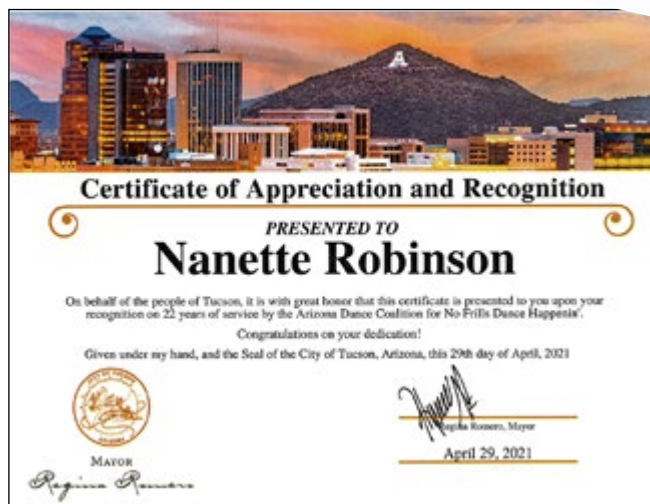 A
Certificate of Appreciation and Recognition
PRESENTED TO
Nanette Robinson
On behalf of the people of Tucson, it is with great honor that this certificate is presented to you upon your
recognition on 22 years of service by the Arizona Dance Coalition for No Frills Dance Happenin'.
Congratulations on your dedication!
Given under my hand, and the Seal of the City of Tucson, Arizona, this 29th day of April, 2021
Regina Romero, Mayor
April 29, 2021
MAYOR
Regina Romero